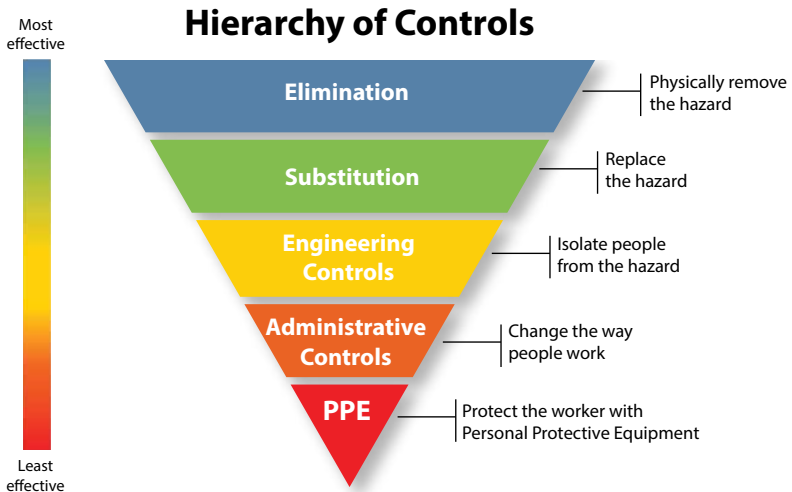 Hierarchy of Controls
Most
effective
Elimination
Physically remove
the hazard
Substitution
Replace
the hazard
Engineering
Controls
Isolate people
from the hazard
Administrative
Controls
Change the way
people work
PPE
Protect the worker with
Personal Protective Equipment
Least
effective